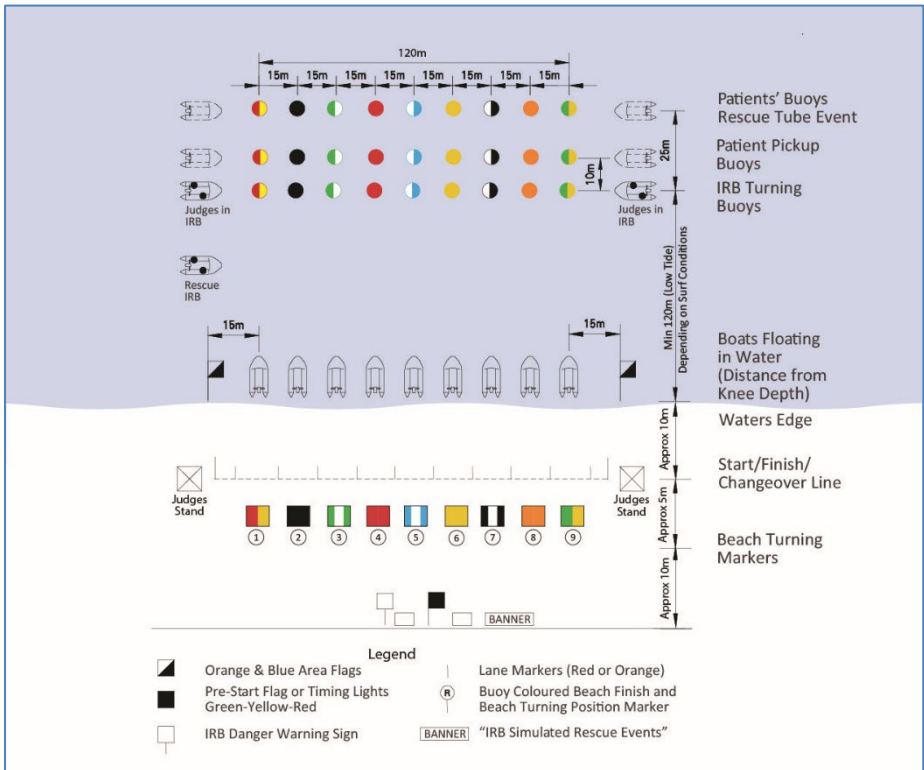 120m
15m 15m 15m 15m 15m 15m 15m 15m
Patients' Buoys
Rescue Tube Event
25m
Patient Pickup
Buoys
10m
IRB Turning
Buoys
Judges in
IRB
Judges in
IRB
Rescue
IRB
Min 120m (Low Tide)
Depending on Surf Conditions
15m
15m
Boats Floating
in Water
(Distance from
Knee Depth)
Waters Edge
Approx 10m
Start/Finish/
Changeover Line
Judges
Stand
Judges
Stand
Approx 5m
1 2 3 4 5 6 7 8 9
Beach Turning
Markers
Approx 10m
BANNER
Legend
Orange & Blue Area Flags
Lane Markers (Red or Orange)
Pre-Start Flag or Timing Lights
Green-Yellow-Red
R
Buoy Coloured Beach Finish and
Beach Turning Position Marker
IRB Danger Warning Sign
BANNER "IRB Simulated Rescue Events"